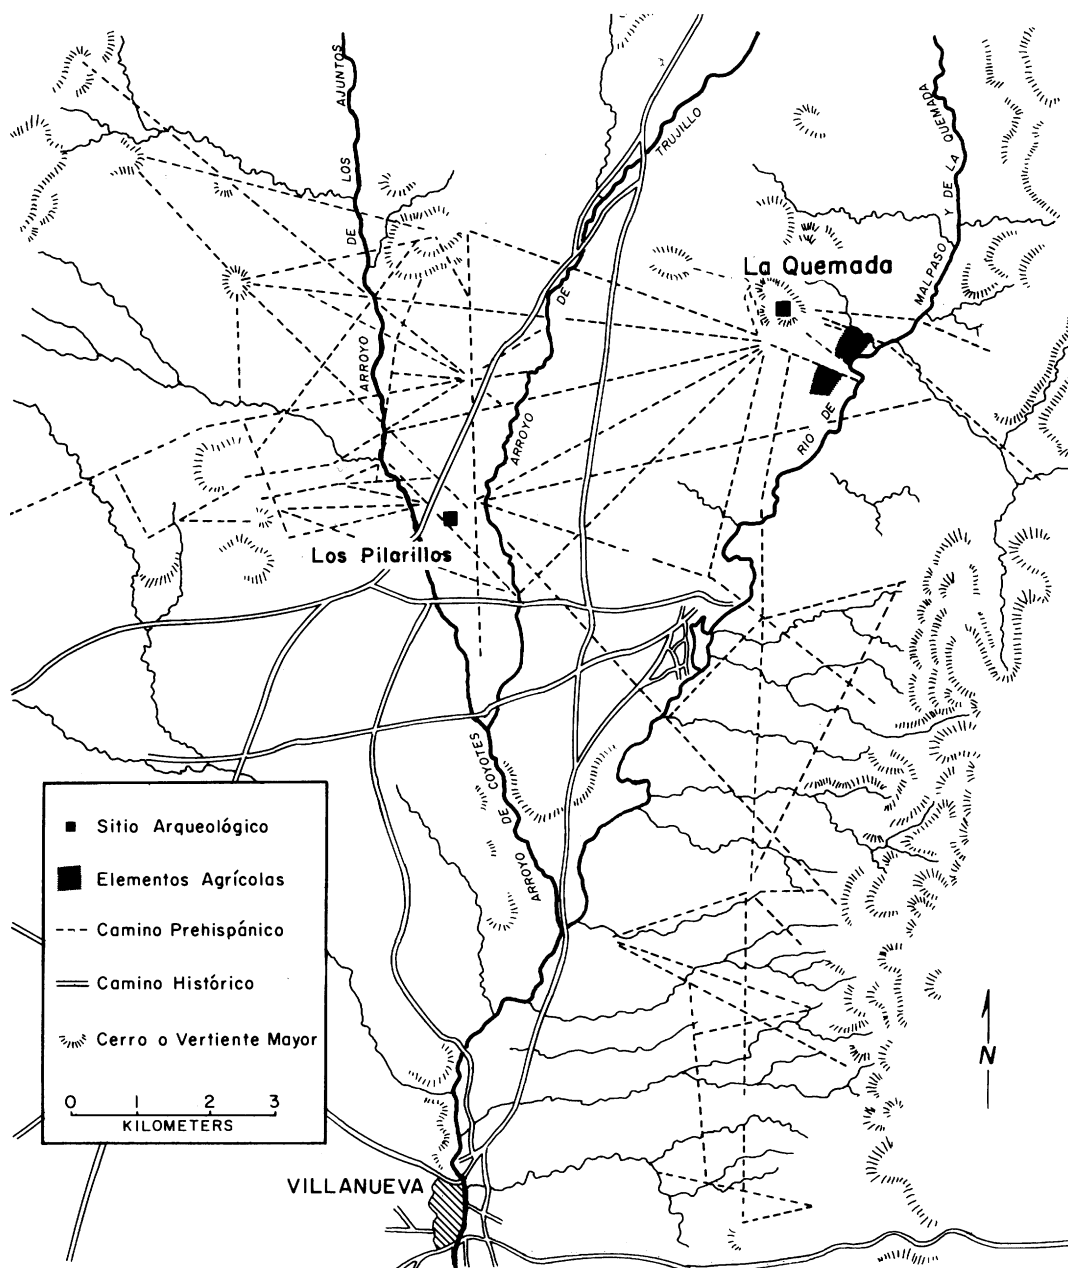 ARROYO DE LOS AJUNTOS
ARROYO DE TRUJILLO
RIO DE MALPASO Y DE LA QUEMADA
La Quemada
Los Pilarillos
ARROYO DE COYOTES
Sitio Arqueológico
Elementos Agrícolas
Camino Prehispánico
Camino Histórico
Cerro o Vertiente Mayor
0 1 2 3
KILOMETERS
N
VILLANUEVA